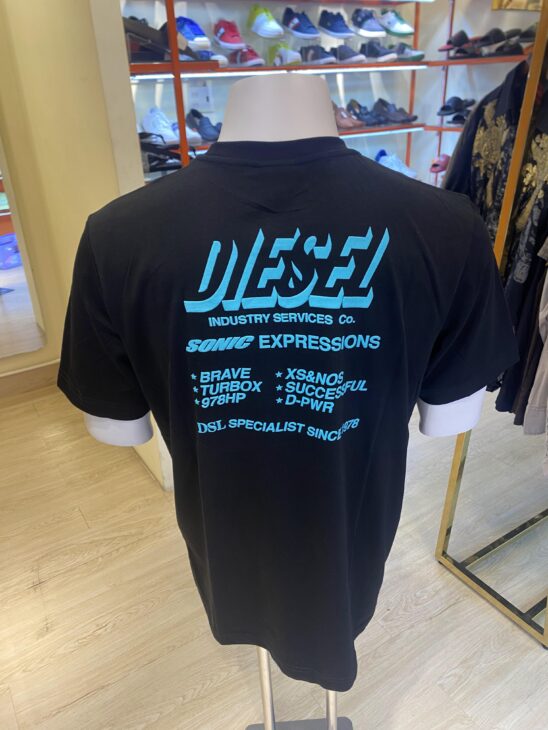 DIESEL
INDUSTRY SERVICES Co.
SONIC EXPRESSIONS
* BRAVE * XS&NOS
* TURBOX * SUCCESSFUL
* 978HP * D-PWR
DSL SPECIALIST SINCE 1978